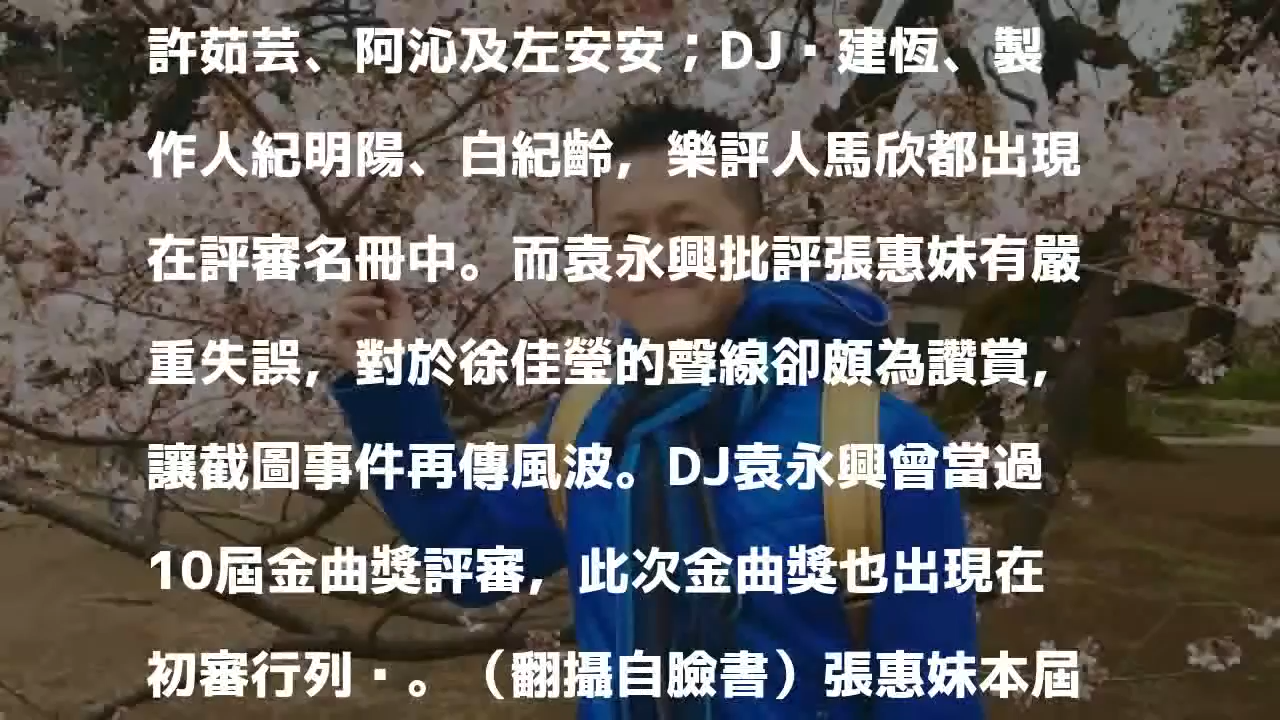 許茹芸、阿沁及左安安；DJ·建恆、製
作人紀明陽、白紀齡，樂評人馬欣都出現
在評審名冊中。而袁永興批評張惠妹有嚴
重失誤，對於徐佳瑩的聲線卻頗為讚賞，
讓截圖事件再傳風波。DJ袁永興曾當過
10屆金曲獎評審，此次金曲獎也出現在
初審行列·。（翻攝自臉書）張惠妹本屆